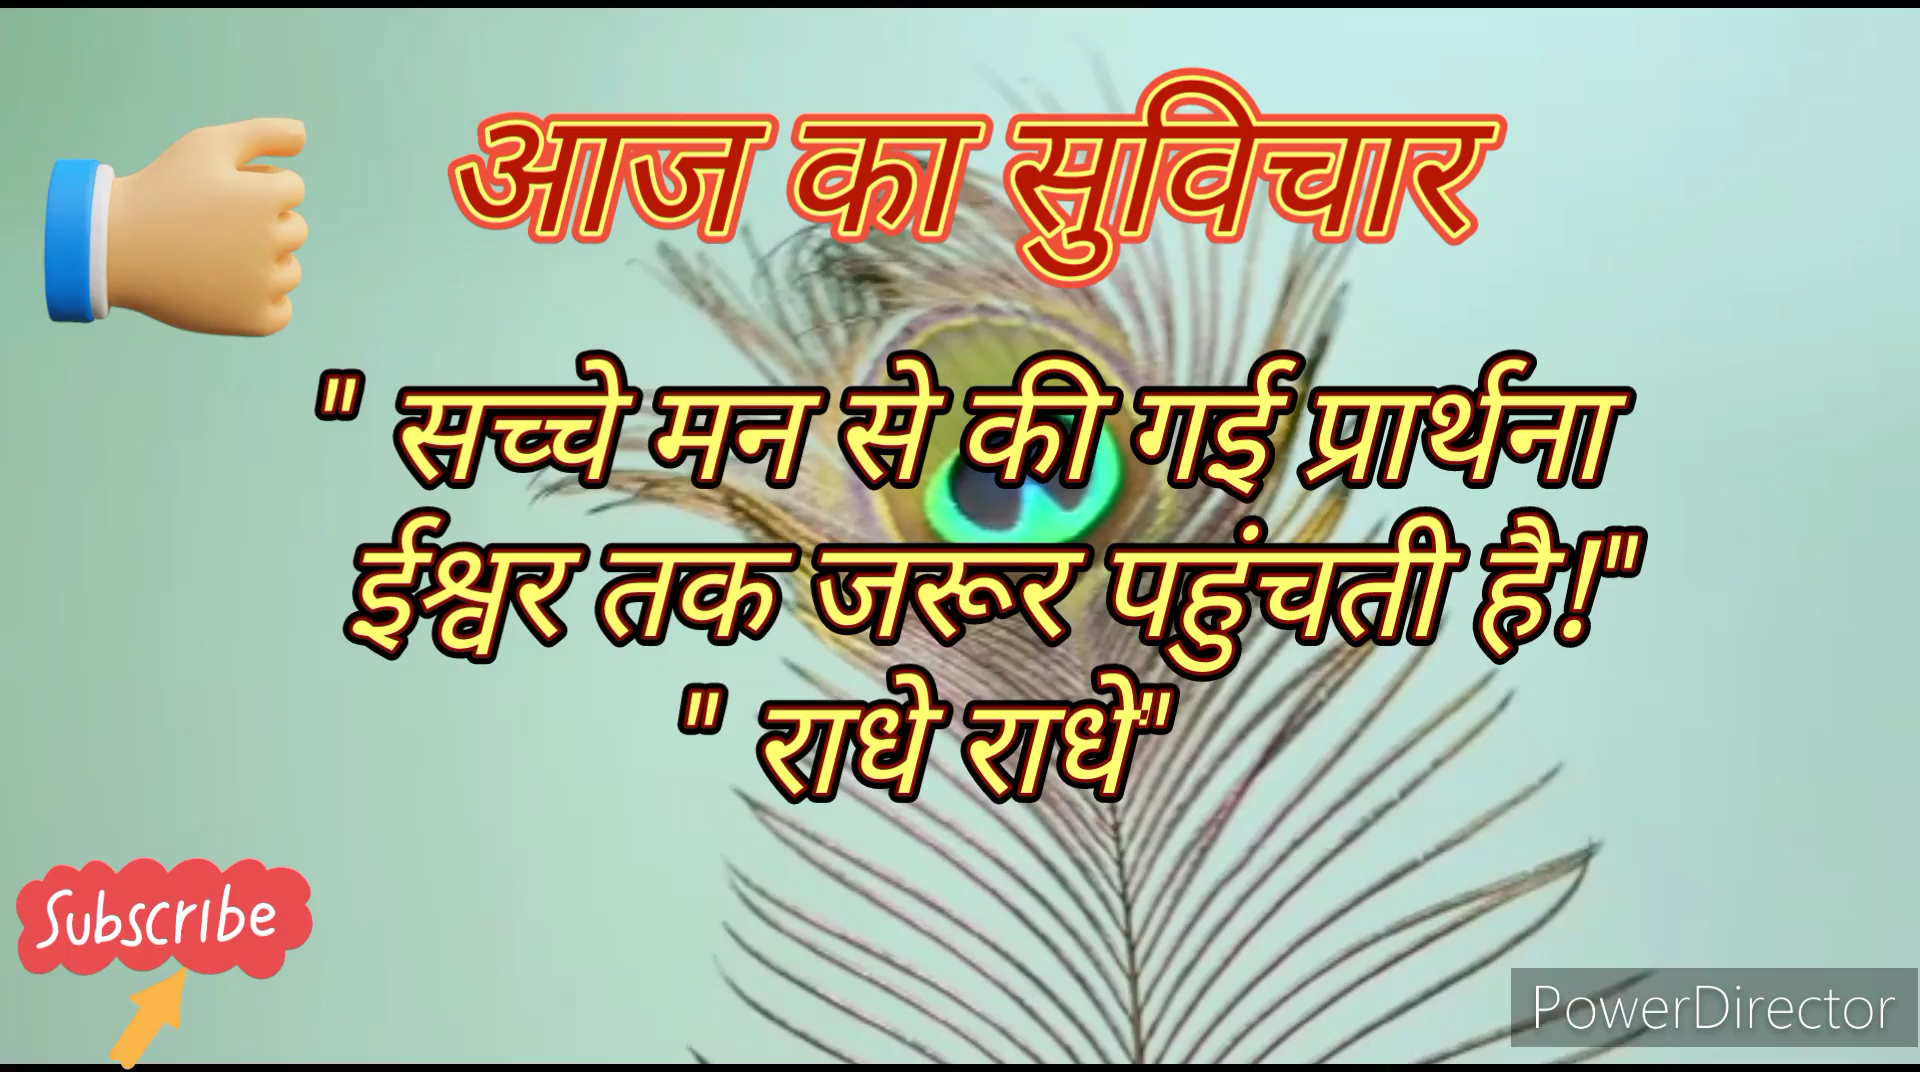 आज का सुविचार
" सच्चे मन से की गई प्रार्थना
ईश्वर तक जरूर पहुंचती है!"
" राधे राधे"
Subscribe
PowerDirector